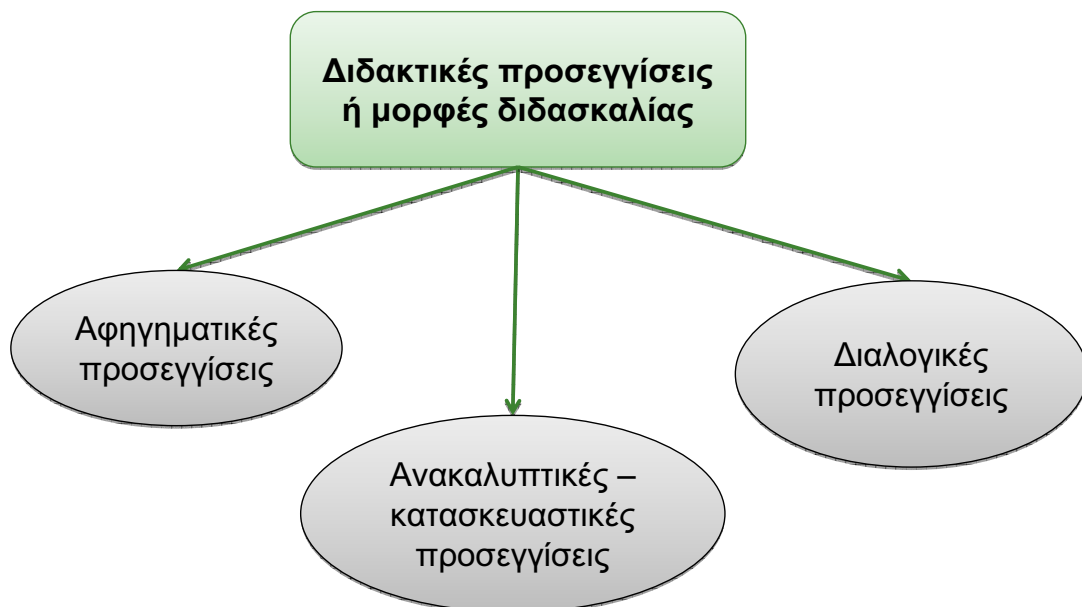 Διδακτικές προσεγγίσεις
ή μορφές διδασκαλίας
Αφηγηματικές
προσεγγίσεις
Ανακαλυπτικές –
κατασκευαστικές
προσεγγίσεις
Διαλογικές
προσεγγίσεις